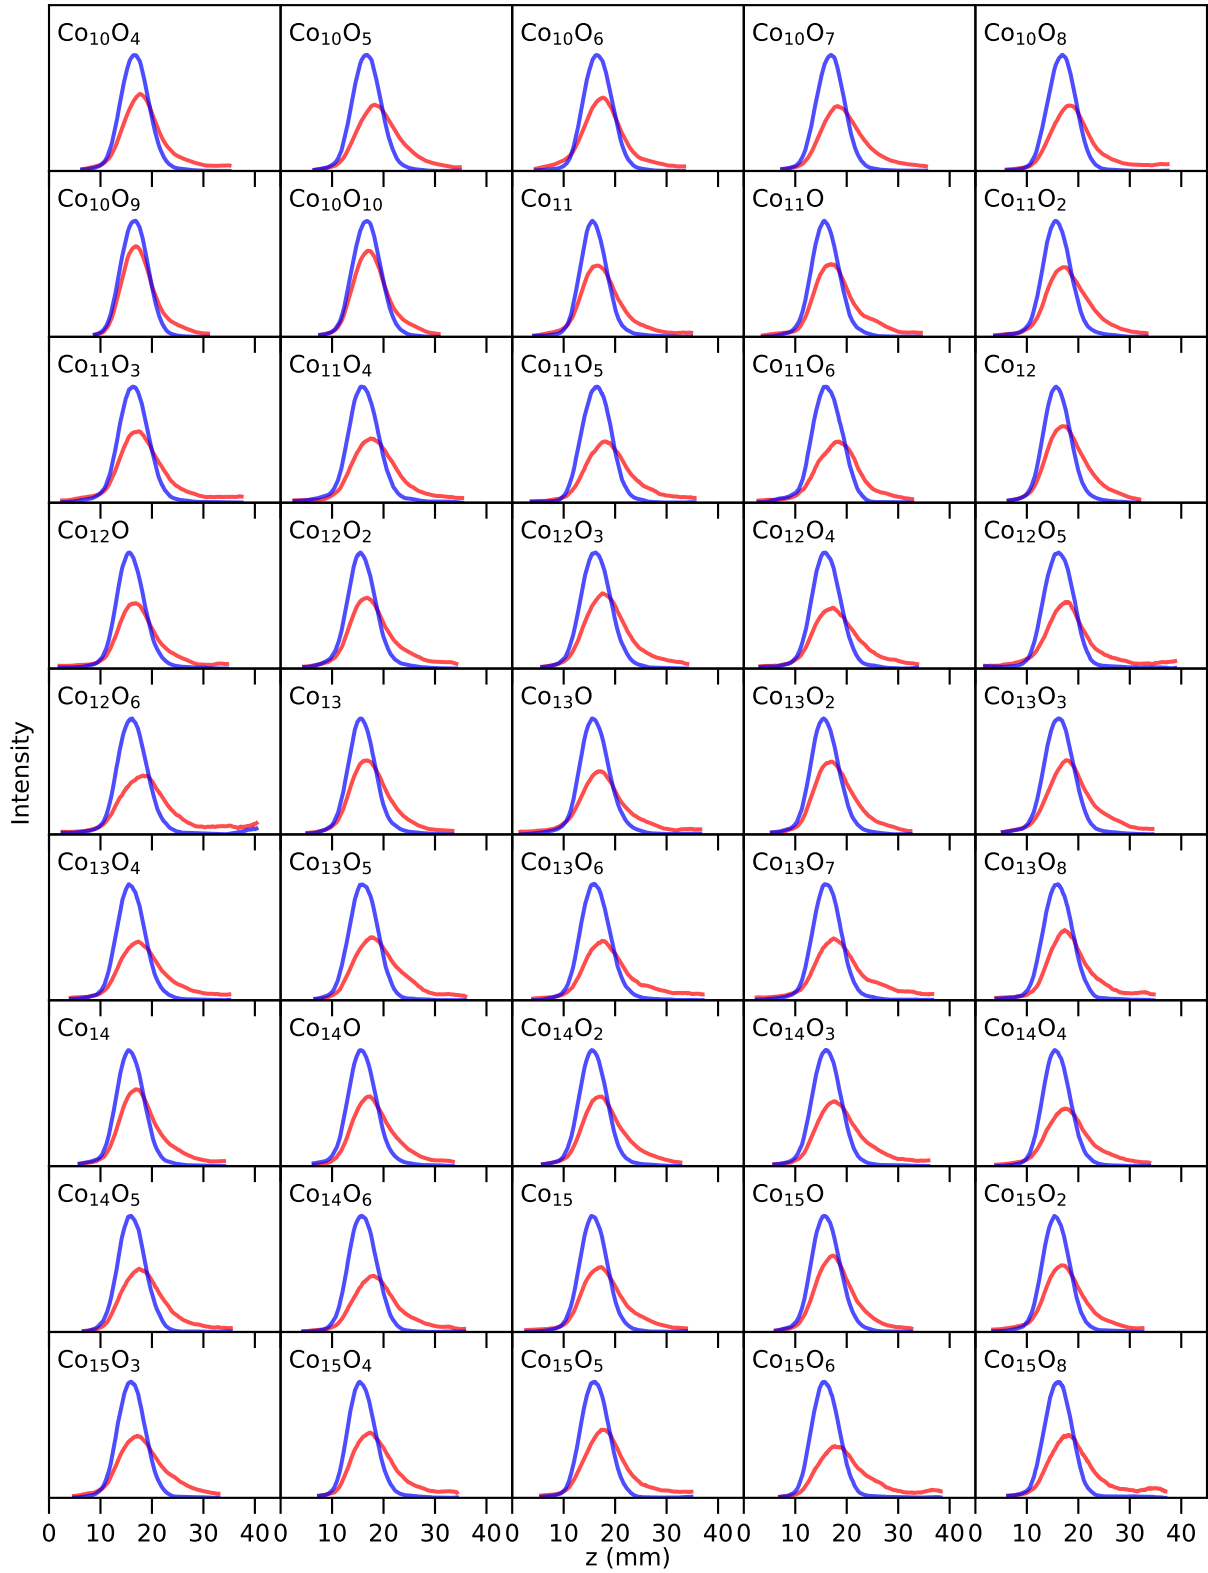 Co₁₀O₄ Co₁₀O₅ Co₁₀O₆ Co₁₀O₇ Co₁₀O₈
Co₁₀O₉ Co₁₀O₁₀ Co₁₁ Co₁₁O Co₁₁O₂
Co₁₁O₃ Co₁₁O₄ Co₁₁O₅ Co₁₁O₆ Co₁₂
Co₁₂O Co₁₂O₂ Co₁₂O₃ Co₁₂O₄ Co₁₂O₅
Co₁₂O₆ Co₁₃ Co₁₃O Co₁₃O₂ Co₁₃O₃
Intensity
Co₁₃O₄ Co₁₃O₅ Co₁₃O₆ Co₁₃O₇ Co₁₃O₈
Co₁₄ Co₁₄O Co₁₄O₂ Co₁₄O₃ Co₁₄O₄
Co₁₄O₅ Co₁₄O₆ Co₁₅ Co₁₅O Co₁₅O₂
Co₁₅O₃ Co₁₅O₄ Co₁₅O₅ Co₁₅O₆ Co₁₅O₈
0 10 20 30 40 0 10 20 30 40 0 10 20 30 40 0 10 20 30 40 0 10 20 30 40
z (mm)